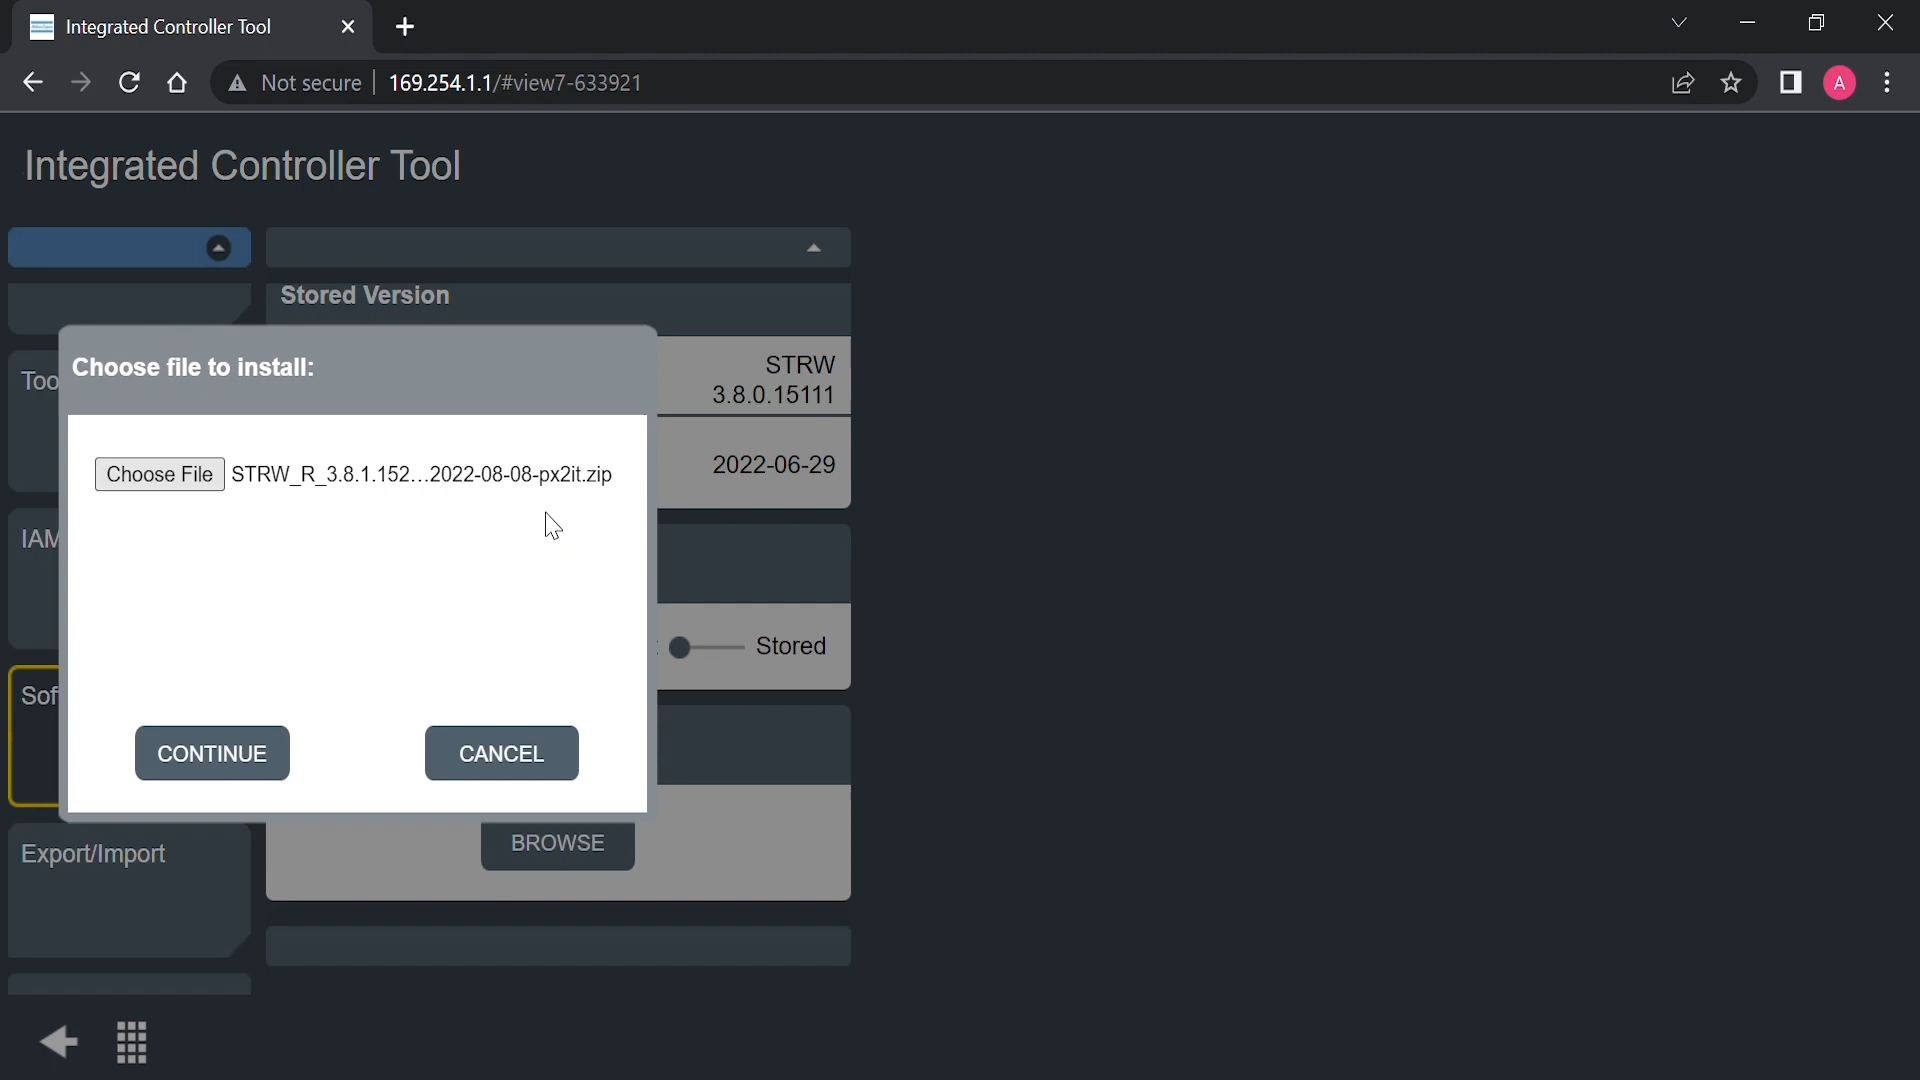 Integrated Controller Tool
Not secure 169.254.1.1/#view7-633921
A
Integrated Controller Tool
Stored Version
Choose file to install:
STRW
3.8.0.15111
Choose File STRW_R_3.8.1.152...2022-08-08-px2it.zip
2022-06-29
Stored
CONTINUE
CANCEL
BROWSE
Too
IAM
Sof
Export/Import